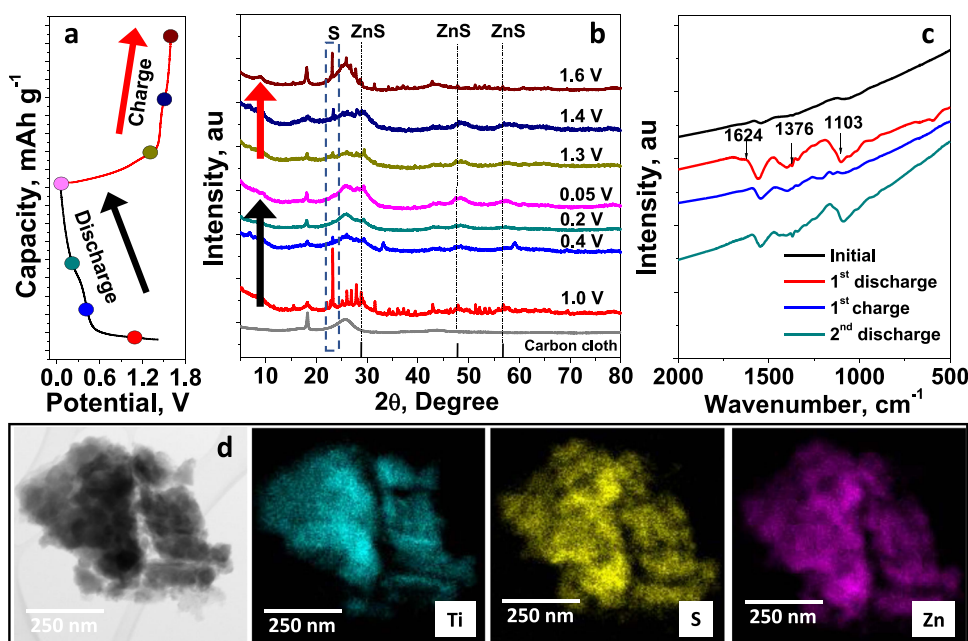 a
Capacity, mAh g⁻¹
Charge
Discharge
0.0 0.6 1.2 1.8
Potential, V
b
S ZnS ZnS ZnS
Intensity, au
1.6 V
1.4 V
1.3 V
0.05 V
0.2 V
0.4 V
1.0 V
Carbon cloth
10 20 30 40 50 60 70 80
2θ, Degree
c
Intensity, au
1624 1376 1103
Initial
1st discharge
1st charge
2nd discharge
2000 1500 1000 500
Wavenumber, cm⁻¹
d
250 nm
250 nm Ti
250 nm S
250 nm Zn